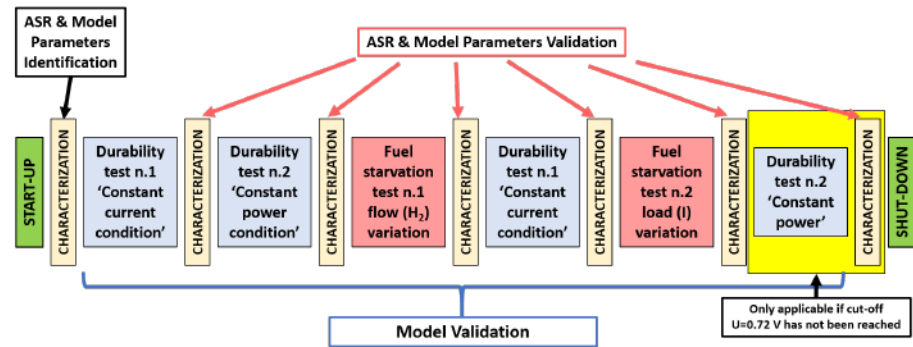 ASR & Model
Parameters
Identification
ASR & Model Parameters Validation
START-UP
CHARACTERIZATION
Durability
test n.1
‘Constant
current
condition’
CHARACTERIZATION
Durability
test n.2
‘Constant
power
condition’
CHARACTERIZATION
Fuel
starvation
test n.1
flow (H₂)
variation
CHARACTERIZATION
Durability
test n.1
‘Constant
current
condition’
CHARACTERIZATION
Fuel
starvation
test n.2
load (I)
variation
CHARACTERIZATION
Durability
test n.2
‘Constant
power’
CHARACTERIZATION
SHUT-DOWN
Only applicable if cut-off
U=0.72 V has not been reached
Model Validation